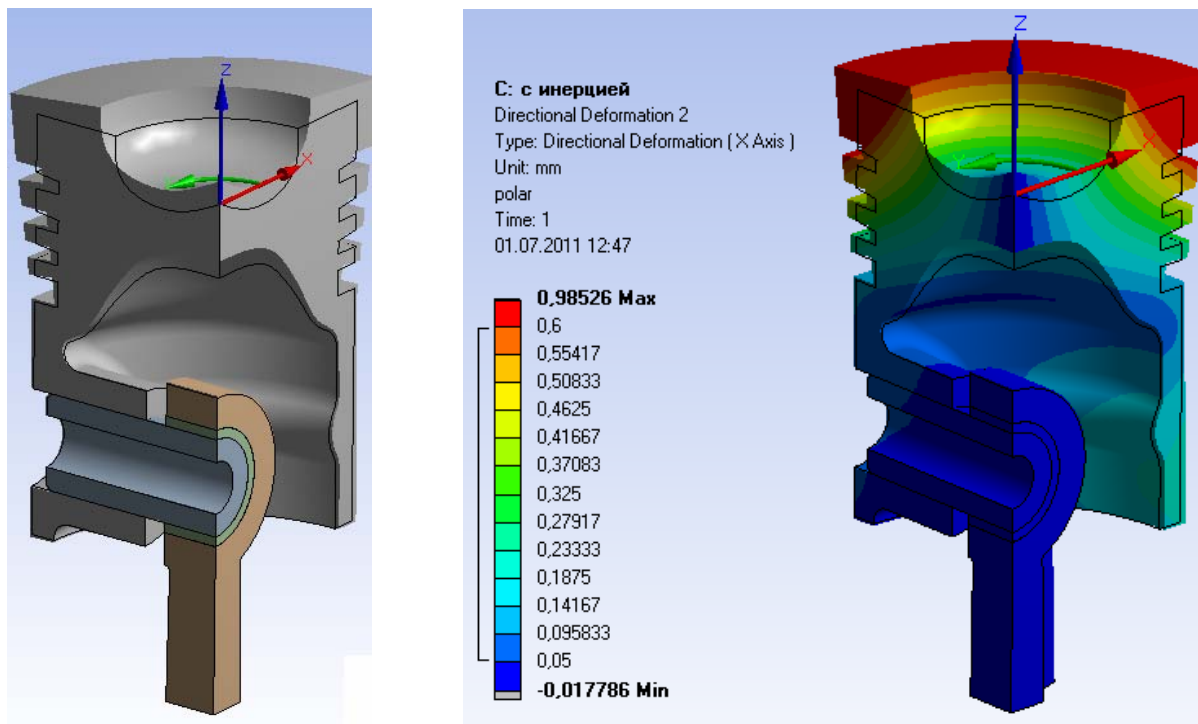 Z
X
C: с инерцией
Directional Deformation 2
Type: Directional Deformation ( X Axis )
Unit: mm
polar
Time: 1
01.07.2011 12:47
0,98526 Max
0,6
0,55417
0,50833
0,4625
0,41667
0,37083
0,325
0,27917
0,23333
0,1875
0,14167
0,095833
0,05
-0,017786 Min
Z
X
Y